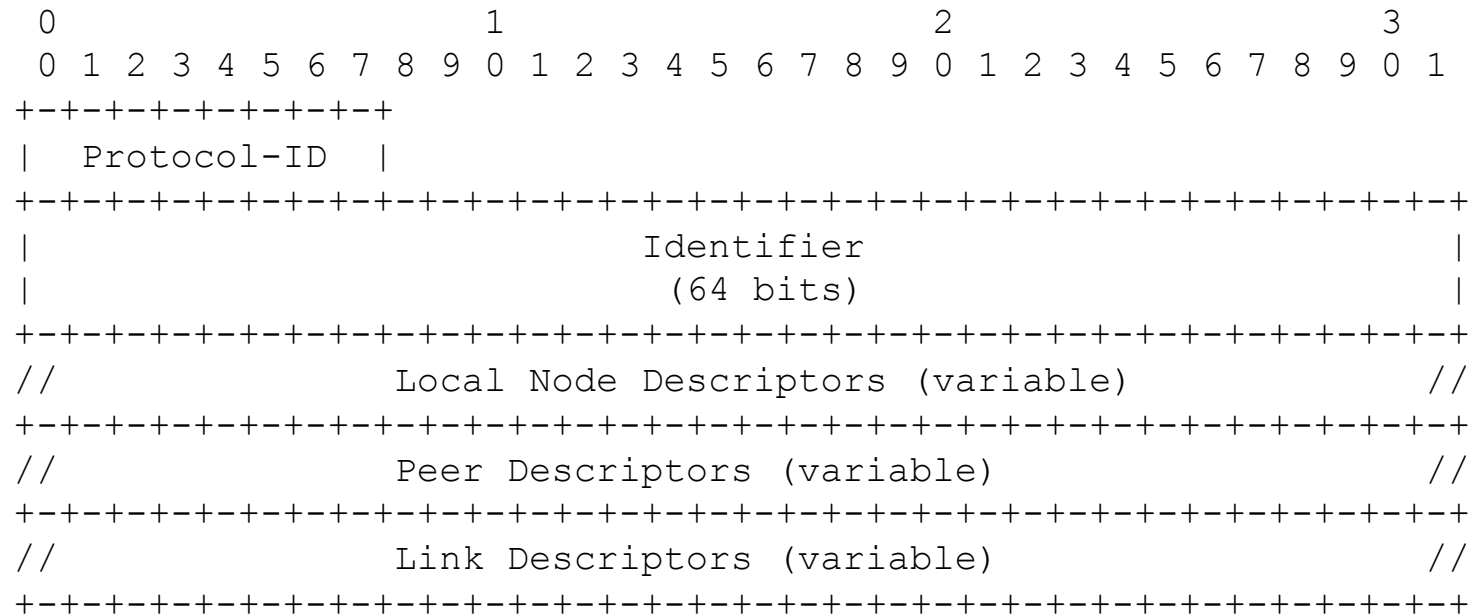 0                   1                   2                   3
 0 1 2 3 4 5 6 7 8 9 0 1 2 3 4 5 6 7 8 9 0 1 2 3 4 5 6 7 8 9 0 1
+-+-+-+-+-+-+-+-+
|  Protocol-ID  |
+-+-+-+-+-+-+-+-+-+-+-+-+-+-+-+-+-+-+-+-+-+-+-+-+-+-+-+-+-+-+-+-+
|                           Identifier                          |
|                            (64 bits)                          |
+-+-+-+-+-+-+-+-+-+-+-+-+-+-+-+-+-+-+-+-+-+-+-+-+-+-+-+-+-+-+-+-+
//               Local Node Descriptors (variable)             //
+-+-+-+-+-+-+-+-+-+-+-+-+-+-+-+-+-+-+-+-+-+-+-+-+-+-+-+-+-+-+-+-+
//               Peer Descriptors (variable)                   //
+-+-+-+-+-+-+-+-+-+-+-+-+-+-+-+-+-+-+-+-+-+-+-+-+-+-+-+-+-+-+-+-+
//               Link Descriptors (variable)                   //
+-+-+-+-+-+-+-+-+-+-+-+-+-+-+-+-+-+-+-+-+-+-+-+-+-+-+-+-+-+-+-+-+